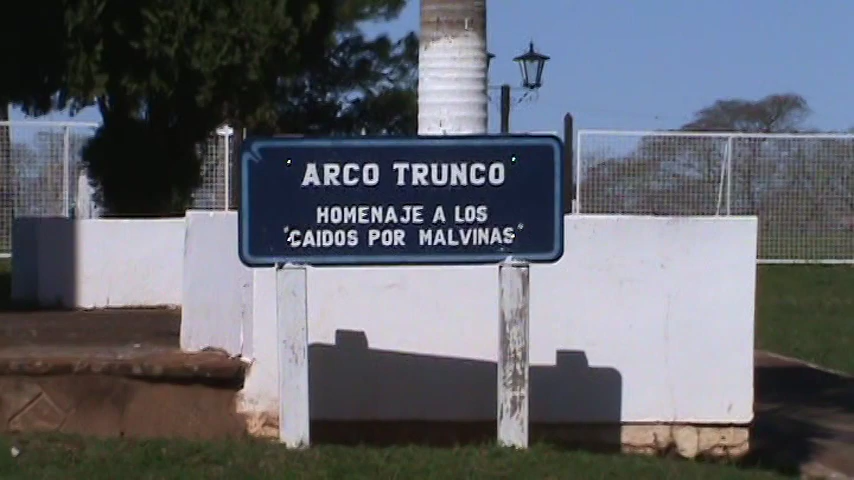 ARCO TRUNCO
HOMENAJE A LOS
"CAIDOS POR MALVINAS"